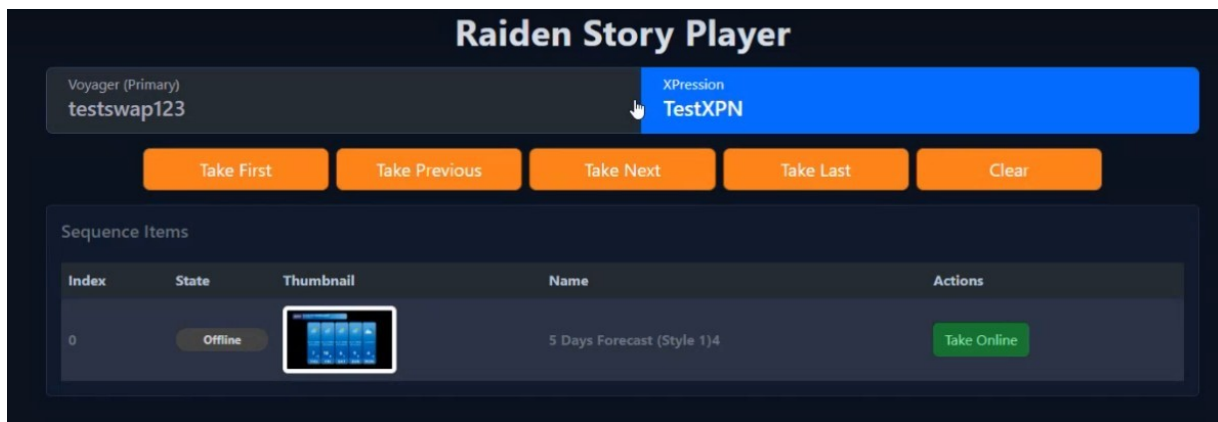 Raiden Story Player
Voyager (Primary)
testswap123
XPression
TestXPN
Take First Take Previous Take Next Take Last Clear
Sequence Items
Index State Thumbnail Name Actions
0 Offline 5 Days Forecast (Style 1)4 Take Online